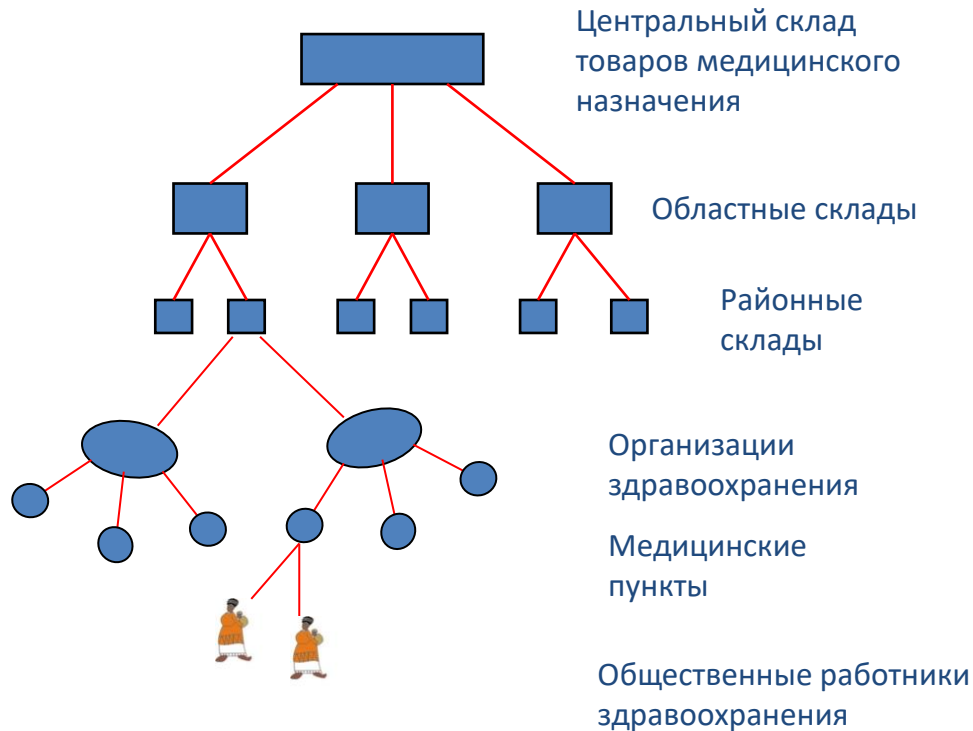 Центральный склад
товаров медицинского
назначения
Областные склады
Районные
склады
Организации
здравоохранения
Медицинские
пункты
Общественные работники
здравоохранения